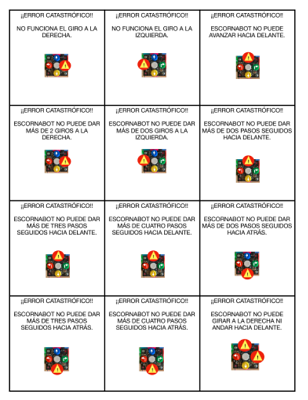 ¡¡ERROR CATASTRÓFICO!!
NO FUNCIONA EL GIRO A LA
DERECHA.
¡¡ERROR CATASTRÓFICO!!
NO FUNCIONA EL GIRO A LA
IZQUIERDA.
¡¡ERROR CATASTRÓFICO!!
ESCORNABOT NO PUEDE
AVANZAR HACIA DELANTE.
¡¡ERROR CATASTRÓFICO!!
ESCORNABOT NO PUEDE DAR
MÁS DE 2 GIROS A LA
DERECHA.
¡¡ERROR CATASTRÓFICO!!
ESCORNABOT NO PUEDE DAR
MÁS DE DOS GIROS A LA
IZQUIERDA.
¡¡ERROR CATASTRÓFICO!!
ESCORNABOT NO PUEDE DAR
MÁS DE DOS PASOS SEGUIDOS
HACIA DELANTE.
¡¡ERROR CATASTRÓFICO!!
ESCORNABOT NO PUEDE DAR
MÁS DE TRES PASOS
SEGUIDOS HACIA DELANTE.
¡¡ERROR CATASTRÓFICO!!
ESCORNABOT NO PUEDE DAR
MÁS DE CUATRO PASOS
SEGUIDOS HACIA DELANTE.
¡¡ERROR CATASTRÓFICO!!
ESCORNABOT NO PUEDE DAR
MÁS DE DOS PASOS SEGUIDOS
HACIA ATRÁS.
¡¡ERROR CATASTRÓFICO!!
ESCORNABOT NO PUEDE DAR
MÁS DE TRES PASOS
SEGUIDOS HACIA ATRÁS.
¡¡ERROR CATASTRÓFICO!!
ESCORNABOT NO PUEDE DAR
MÁS DE CUATRO PASOS
SEGUIDOS HACIA ATRÁS.
¡¡ERROR CATASTRÓFICO!!
ESCORNABOT NO PUEDE
GIRAR A LA DERECHA NI
ANDAR HACIA DELANTE.